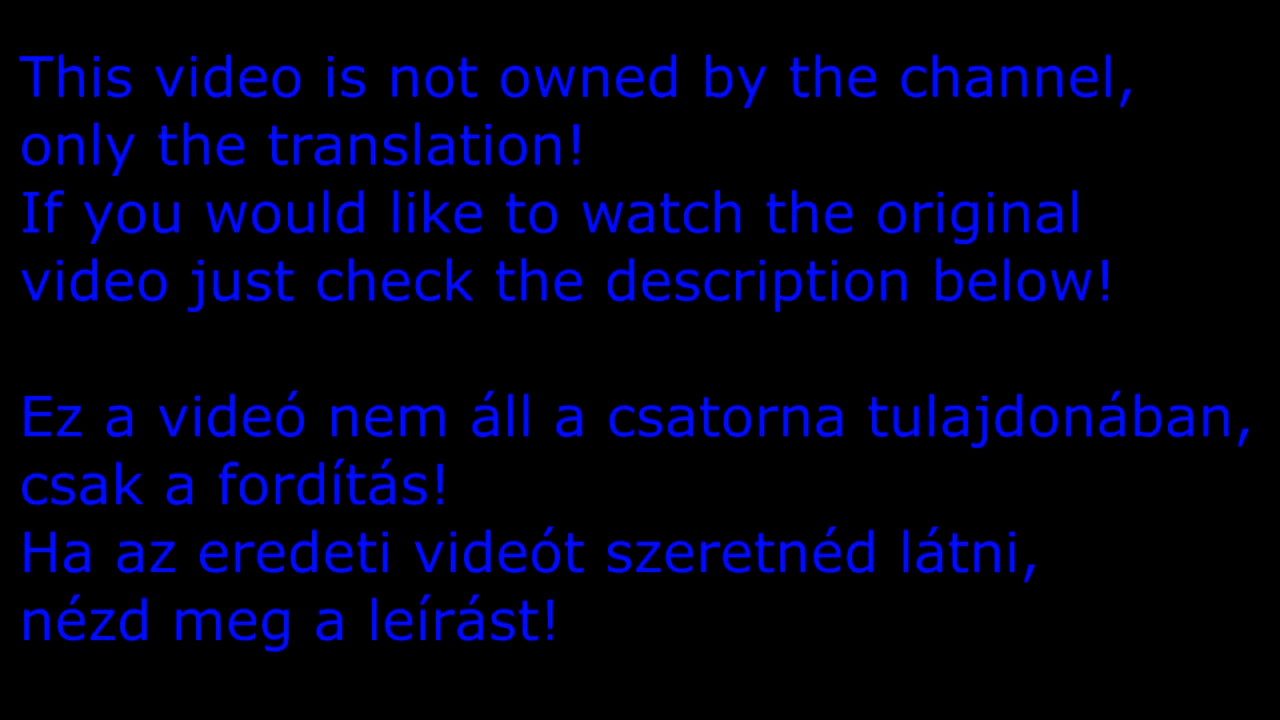 This video is not owned by the channel,
only the translation!
If you would like to watch the original
video just check the description below!
Ez a videó nem áll a csatorna tulajdonában,
csak a fordítás!
Ha az eredeti videót szeretnéd látni,
nézd meg a leírást!